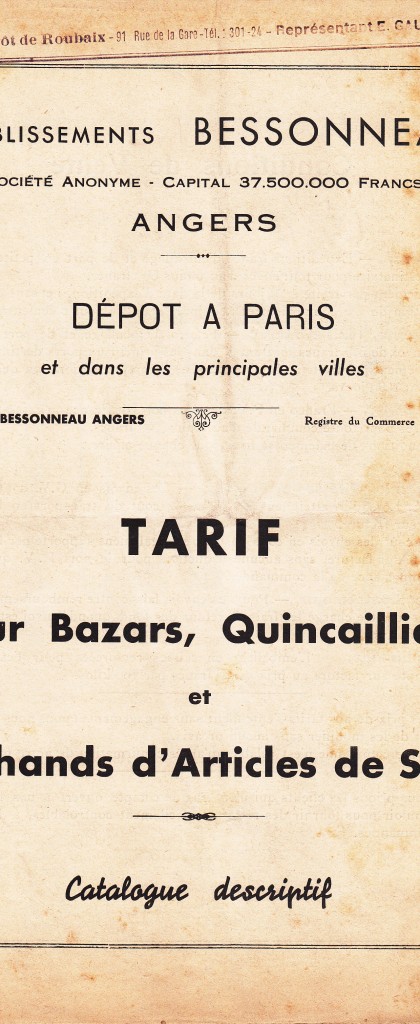 ôt de Roubaix - 91 Rue de la Gare - Tél. : 301-24 - Représentant E. GAL
BLISSEMENTS BESSONNEA
OCIÉTÉ ANONYME - CAPITAL 37.500.000 FRANCS
ANGERS
DÉPOT A PARIS
et dans les principales villes
BESSONNEAU ANGERS Registre du Commerce
TARIF
ur Bazars, Quincaillie
et
hands d'Articles de S
Catalogue descriptif